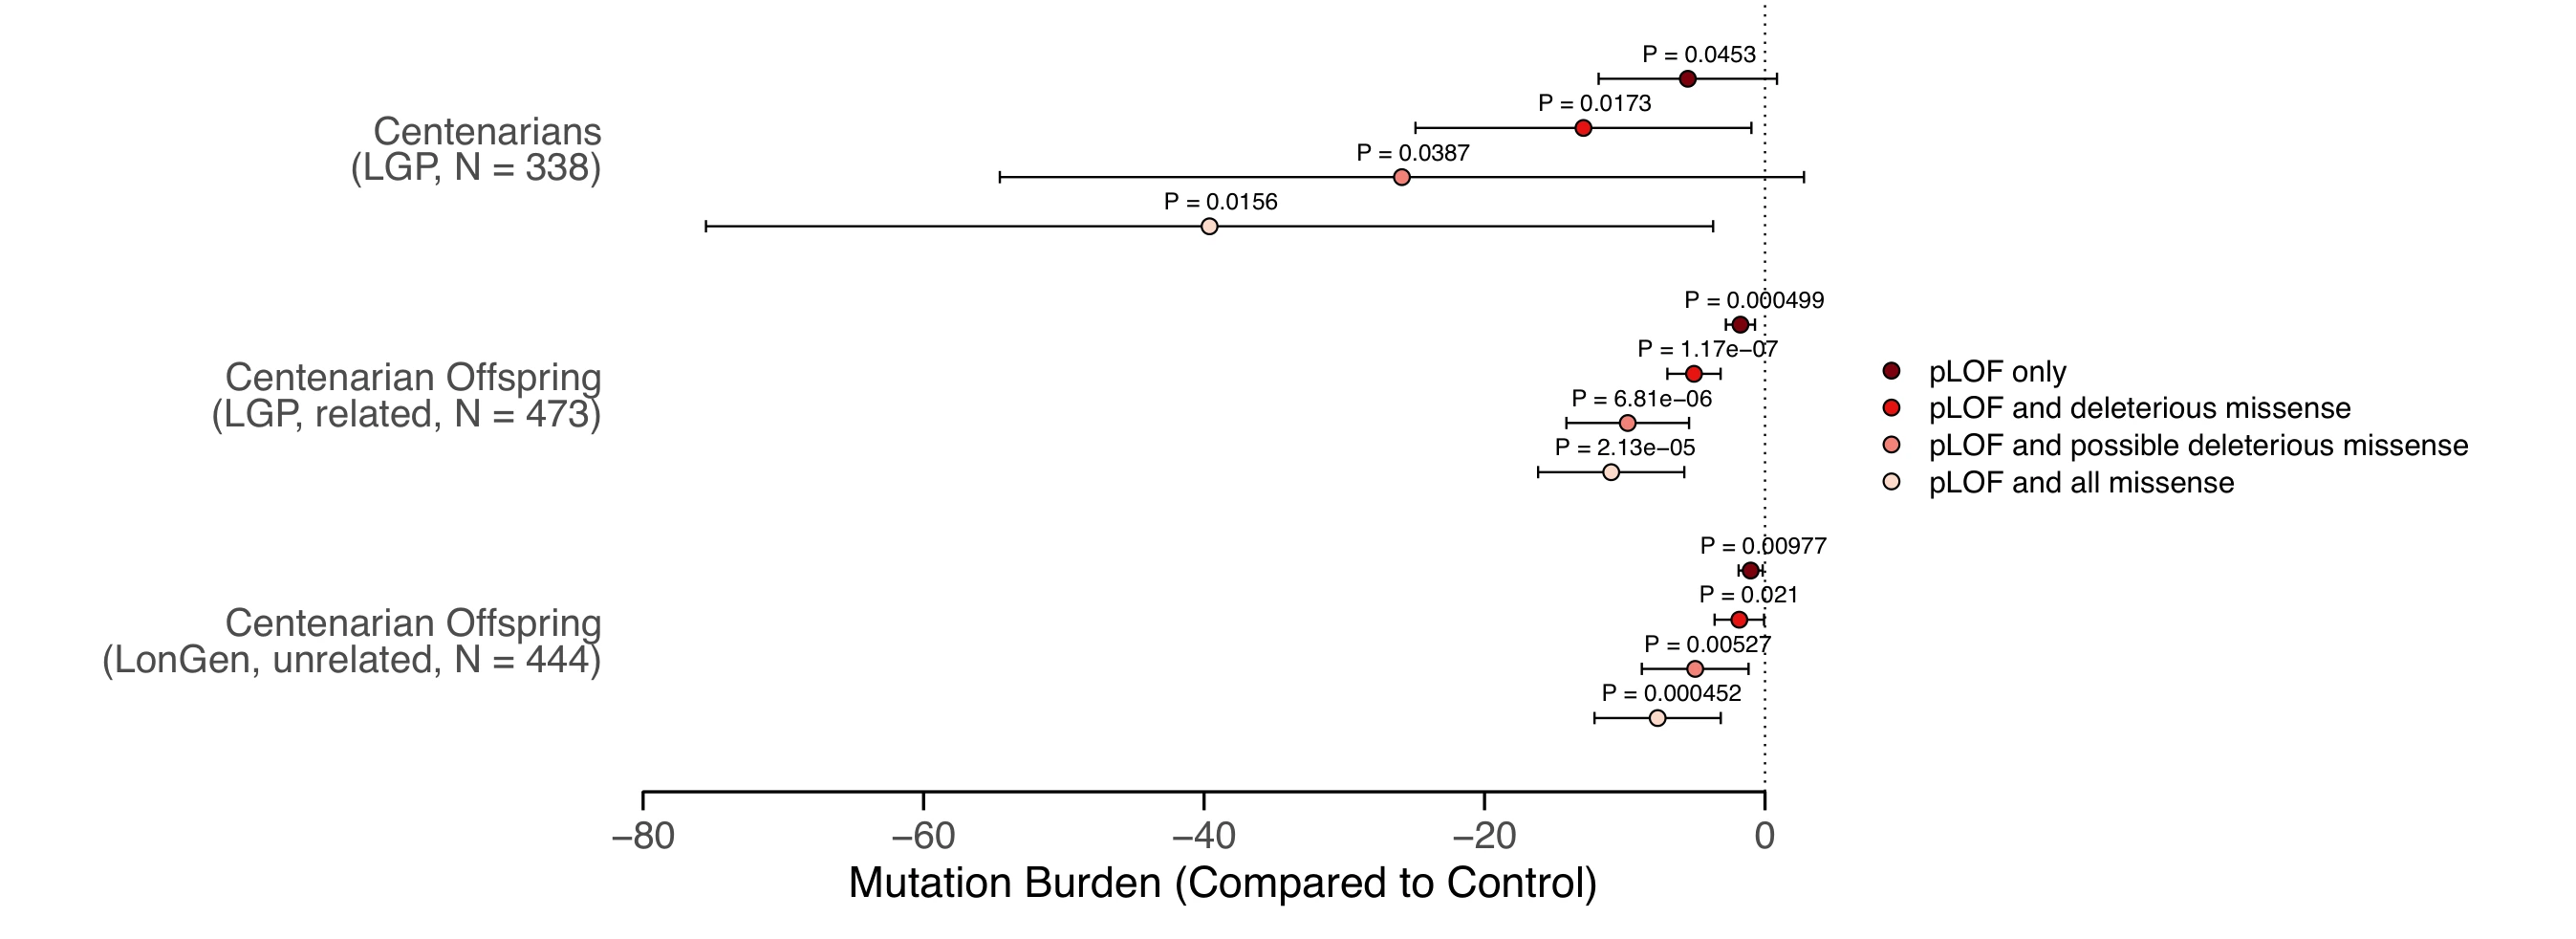 P = 0.0453
P = 0.0173
Centenarians
(LGP, N = 338)
P = 0.0387
P = 0.0156
P = 0.000499
P = 1.17e−07
Centenarian Offspring
(LGP, related, N = 473)
P = 6.81e−06
P = 2.13e−05
pLOF only
pLOF and deleterious missense
pLOF and possible deleterious missense
pLOF and all missense
P = 0.00977
P = 0.021
Centenarian Offspring
(LonGen, unrelated, N = 444)
P = 0.00527
P = 0.000452
−80 −60 −40 −20 0
Mutation Burden (Compared to Control)